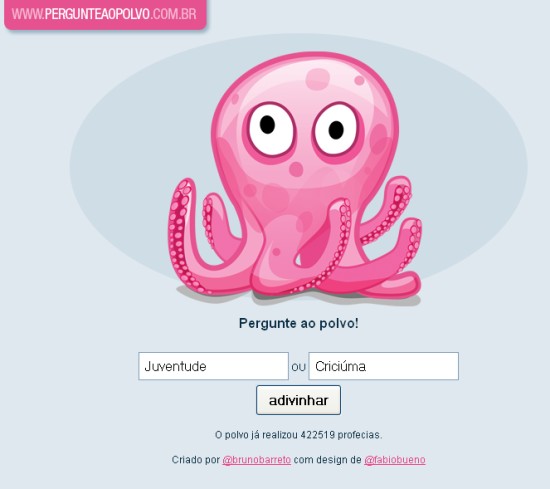 WWW.PERGUNTEAOPOLVO.COM.BR
Pergunte ao polvo!
Juventude ou Criciúma
adivinhar
O polvo já realizou 422519 profecias.
Criado por @brunobarreto com design de @fabiobueno